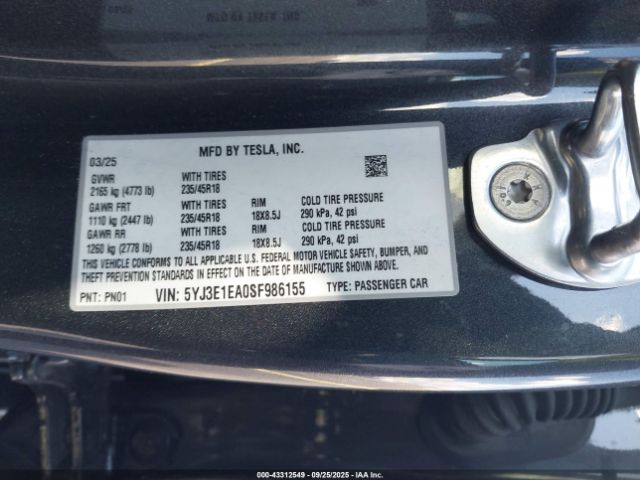 MFD BY TESLA, INC.
03/25
GVWR WITH TIRES
2165 kg (4773 lb) 235/45R18
GAWR FRT WITH TIRES RIM COLD TIRE PRESSURE
1110 kg (2447 lb) 235/45R18 18X8.5J 290 kPa, 42 psi
GAWR RR WITH TIRES RIM COLD TIRE PRESSURE
1260 kg (2778 lb) 235/45R18 18X8.5J 290 kPa, 42 psi
THIS VEHICLE CONFORMS TO ALL APPLICABLE U.S. FEDERAL MOTOR VEHICLE SAFETY, BUMPER, AND
THEFT PREVENTION STANDARDS IN EFFECT ON THE DATE OF MANUFACTURE SHOWN ABOVE.
PNT: PN01 VIN: 5YJ3E1EA0SF986155 TYPE: PASSENGER CAR
000-43312549 - 09/25/2025 - IAAI.COM